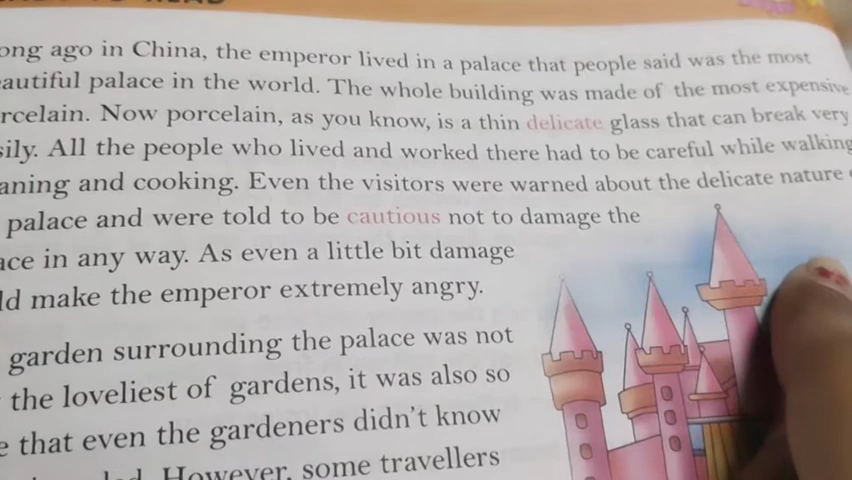 ong ago in China, the emperor lived in a palace that people said was the most
autiful palace in the world. The whole building was made of the most expensive
rcelain. Now porcelain, as you know, is a thin delicate glass that can break very
sily. All the people who lived and worked there had to be careful while walking
aning and cooking. Even the visitors were warned about the delicate nature
palace and were told to be cautious not to damage the
ace in any way. As even a little bit damage
ld make the emperor extremely angry.
garden surrounding the palace was not
the loveliest of gardens, it was also so
e that even the gardeners didn't know
However, some travellers